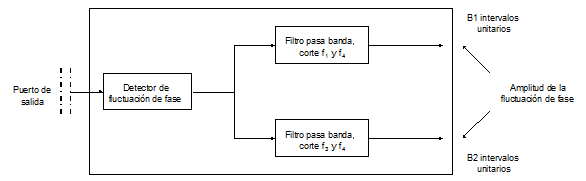 B1 intervalos
unitarios
Filtro pasa banda,
corte f₁ y f₄
Puerto de
salida
Detector de
fluctuación de fase
Amplitud de la
fluctuación de fase
Filtro pasa banda,
corte f₃ y f₄
B2 intervalos
unitarios